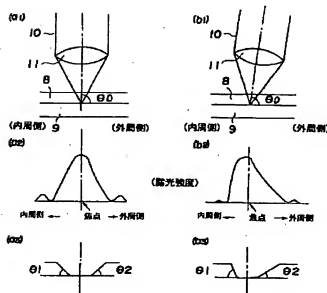 (a1)
(b1)
10
10
11
11
8
8
θ0
θ0
(内周側)
9
(外周側)
(内周側)
9
(外周側)
(a2)
(b2)
(露光強度)
内周側 ← 焦点 → 外周側
内周側 ← 焦点 → 外周側
(a3)
(b3)
θ1
θ2
θ1
θ2